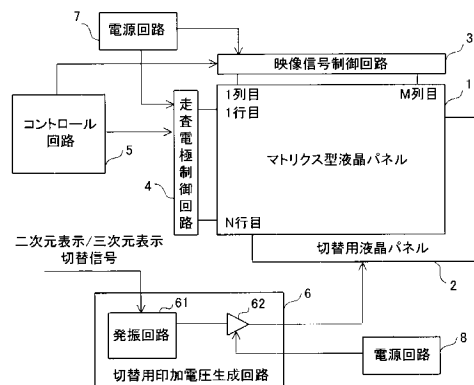 7
電源回路
3
映像信号制御回路
1
1列目
M列目
1行目
コントロール
回路
5
走査電極制御回路
4
マトリクス型液晶パネル
N行目
二次元表示/三次元表示
切替信号
切替用液晶パネル
2
61
62
6
発振回路
8
電源回路
切替用印加電圧生成回路